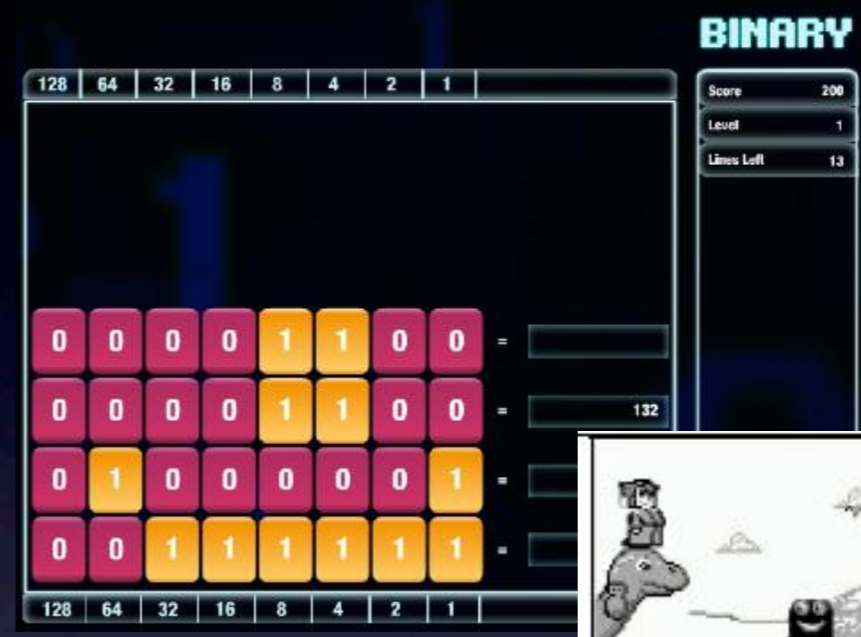 BINARY
128 64 32 16 8 4 2 1
Score 200
Level 1
Lines Left 13
0 0 0 0 1 1 0 0 =
0 0 0 0 1 1 0 0 = 132
0 1 0 0 0 0 0 1 =
0 0 1 1 1 1 1 1 =
128 64 32 16 8 4 2 1